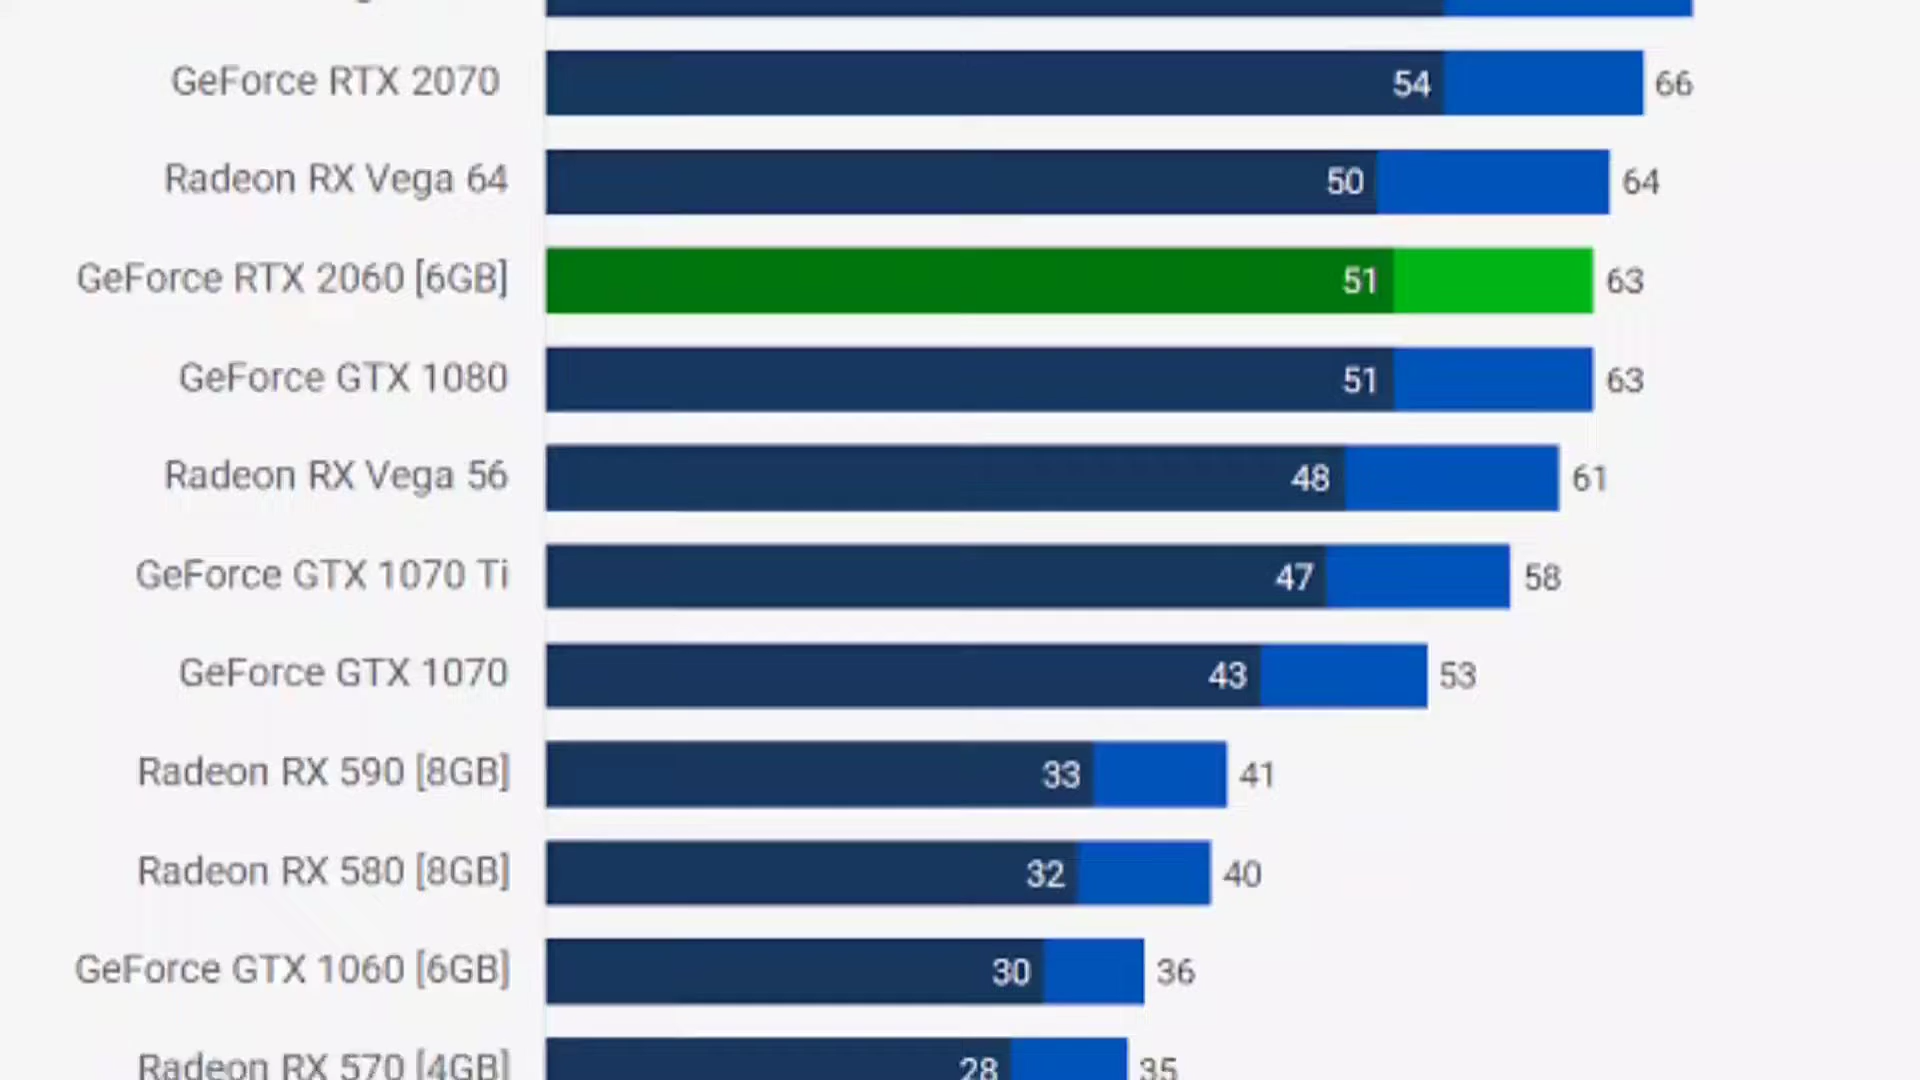 GeForce RTX 2070 54 66
Radeon RX Vega 64 50 64
GeForce RTX 2060 [6GB] 51 63
GeForce GTX 1080 51 63
Radeon RX Vega 56 48 61
GeForce GTX 1070 Ti 47 58
GeForce GTX 1070 43 53
Radeon RX 590 [8GB] 33 41
Radeon RX 580 [8GB] 32 40
GeForce GTX 1060 [6GB] 30 36
Radeon RX 570 [4GB] 28 35